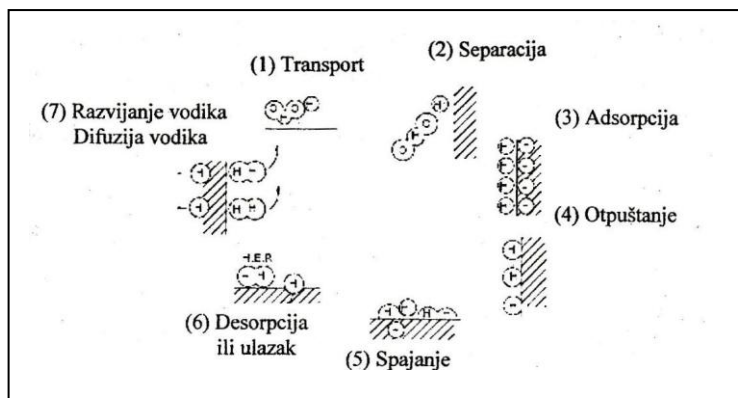 (1) Transport
(2) Separacija
(3) Adsorpcija
(4) Otpuštanje
(5) Spajanje
(6) Desorpcija
ili ulazak
(7) Razvijanje vodika
Difuzija vodika